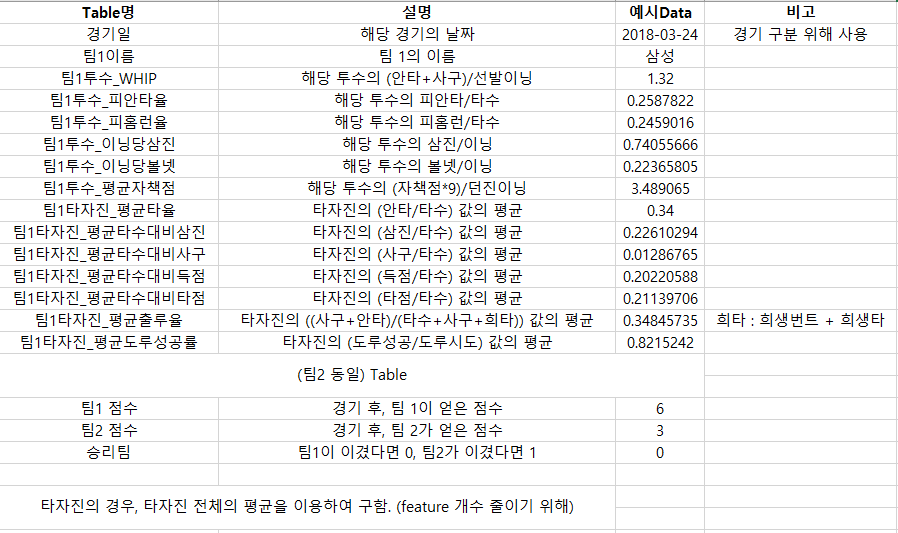 Table명 설명 예시Data 비고
경기일 해당 경기의 날짜 2018-03-24 경기 구분 위해 사용
팀1이름 팀 1의 이름 삼성
팀1투수_WHIP 해당 투수의 (안타+사구)/선발이닝 1.32
팀1투수_피안타율 해당 투수의 피안타/타수 0.2587822
팀1투수_피홈런율 해당 투수의 피홈런/타수 0.2459016
팀1투수_이닝당삼진 해당 투수의 삼진/이닝 0.74055666
팀1투수_이닝당볼넷 해당 투수의 볼넷/이닝 0.22365805
팀1투수_평균자책점 해당 투수의 (자책점*9)/던진이닝 3.489065
팀1타자진_평균타율 타자진의 (안타/타수) 값의 평균 0.34
팀1타자진_평균타수대비삼진 타자진의 (삼진/타수) 값의 평균 0.22610294
팀1타자진_평균타수대비사구 타자진의 (사구/타수) 값의 평균 0.01286765
팀1타자진_평균타수대비득점 타자진의 (득점/타수) 값의 평균 0.20220588
팀1타자진_평균타수대비타점 타자진의 (타점/타수) 값의 평균 0.21139706
팀1타자진_평균출루율 타자진의 ((사구+안타)/(타수+사구+희타)) 값의 평균 0.34845735 희타 : 희생번트 + 희생타
팀1타자진_평균도루성공률 타자진의 (도루성공/도루시도) 값의 평균 0.8215242
(팀2 동일) Table
팀1 점수 경기 후, 팀 1이 얻은 점수 6
팀2 점수 경기 후, 팀 2가 얻은 점수 3
승리팀 팀1이 이겼다면 0, 팀2가 이겼다면 1 0
타자진의 경우, 타자진 전체의 평균을 이용하여 구함. (feature 개수 줄이기 위해)